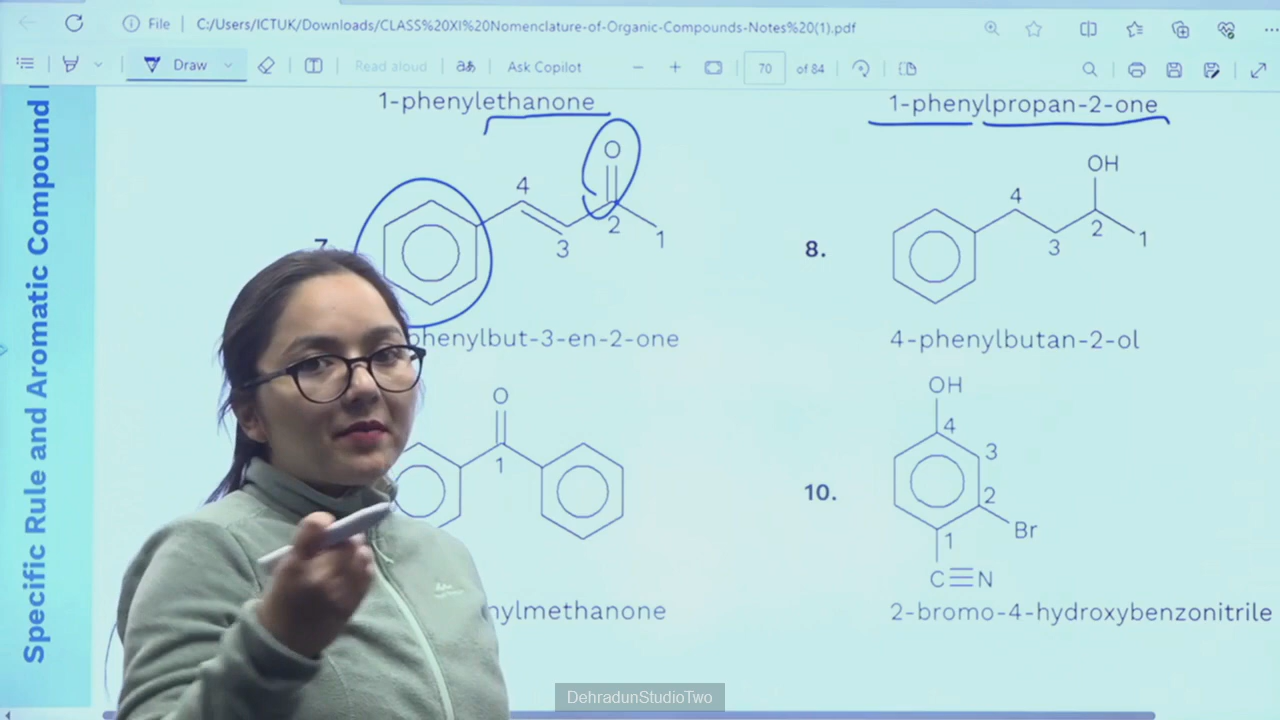 File C:/Users/ICTUK/Downloads/CLASS%20XI%20Nomenclature-of-Organic-Compounds-Notes%20(1).pdf
Draw Read aloud Ask Copilot 70 of 84
Specific Rule and Aromatic Compound
1-phenylethanone
1-phenylpropan-2-one
O
4
3
2
1
8.
OH
4
3
2
1
phenylbut-3-en-2-one
4-phenylbutan-2-ol
O
1
10.
OH
4
3
2
Br
1
C≡N
nylmethanone
2-bromo-4-hydroxybenzonitrile
DehradunStudioTwo